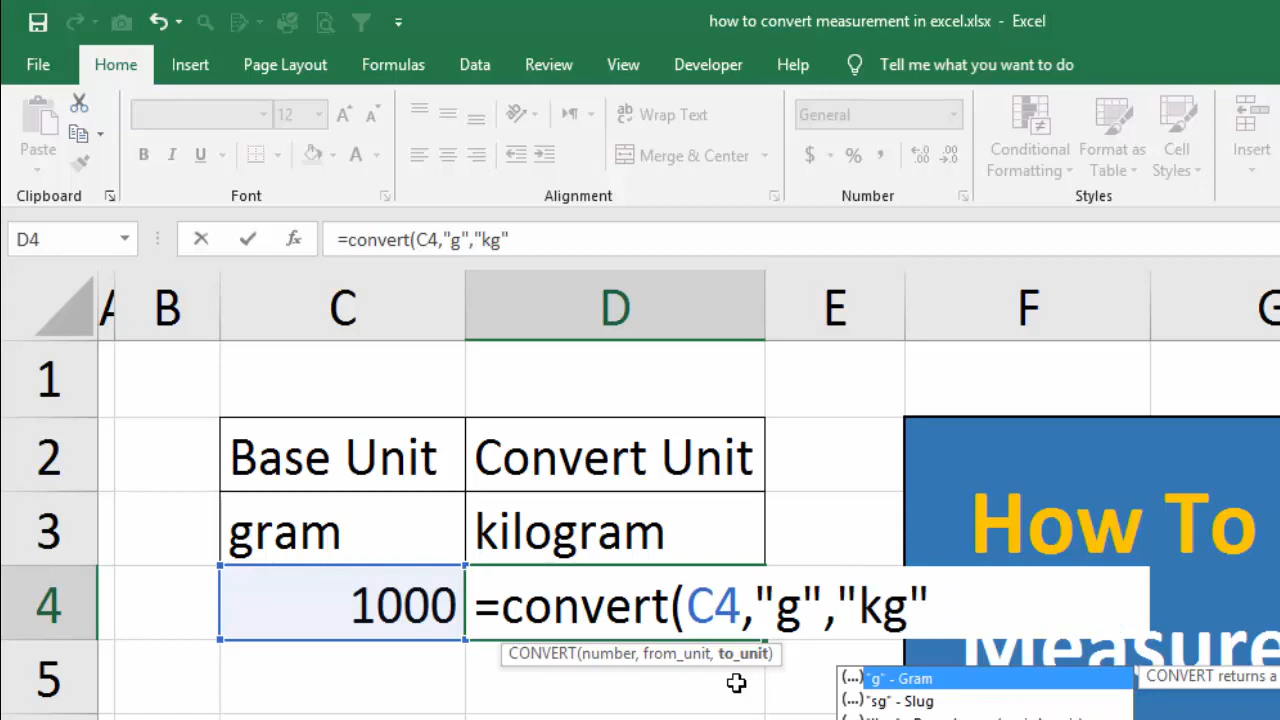 how to convert measurement in excel.xlsx - Excel
File Home Insert Page Layout Formulas Data Review View Developer Help Tell me what you want to do
12 A A ab Wrap Text General
Paste B I U A Merge & Center $ % , .00 Conditional Formatting Format as Table Cell Styles Insert
Clipboard Font Alignment Number Styles
D4 fx =convert(C4,"g","kg"
A B C D E F G
1
2 Base Unit Convert Unit
3 gram kilogram How To
4 1000 =convert(C4,"g","kg"
Measure
CONVERT(number, from_unit, to_unit)
5 (...) "g" - Gram CONVERT returns a
(...) "sg" - Slug